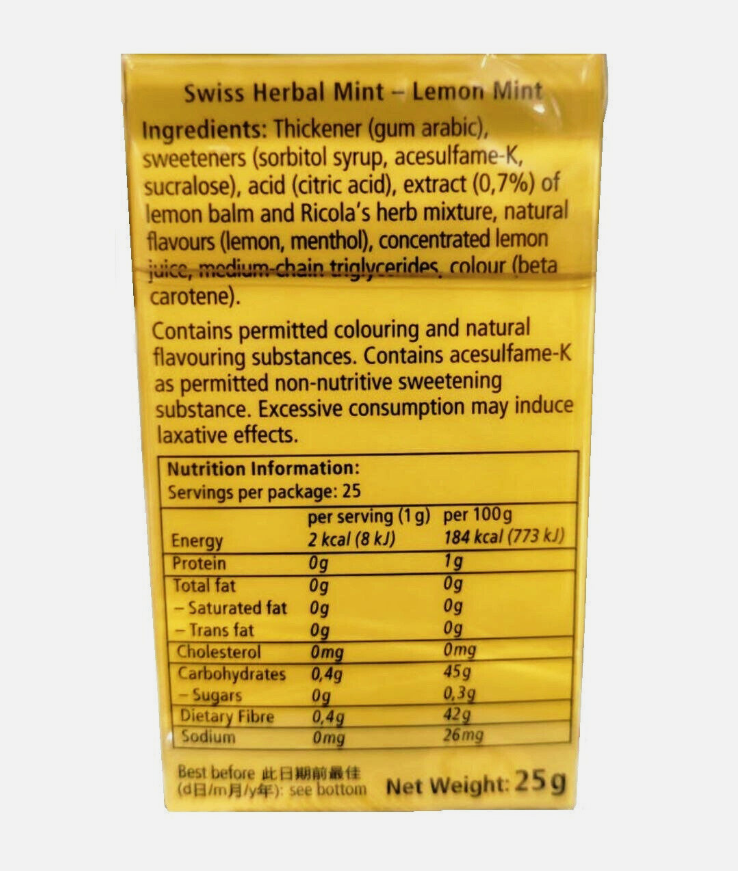 Swiss Herbal Mint – Lemon Mint
Ingredients: Thickener (gum arabic),
sweeteners (sorbitol syrup, acesulfame-K,
sucralose), acid (citric acid), extract (0,7%) of
lemon balm and Ricola's herb mixture, natural
flavours (lemon, menthol), concentrated lemon
juice, medium-chain triglycerides, colour (beta
carotene).
Contains permitted colouring and natural
flavouring substances. Contains acesulfame-K
as permitted non-nutritive sweetening
substance. Excessive consumption may induce
laxative effects.
Nutrition Information:
Servings per package: 25
per serving (1 g) per 100g
Energy 2 kcal (8 kJ) 184 kcal (773 kJ)
Protein 0g 1g
Total fat 0g 0g
– Saturated fat 0g 0g
– Trans fat 0g 0g
Cholesterol 0mg 0mg
Carbohydrates 0,4g 45g
– Sugars 0g 0,3g
Dietary Fibre 0,4g 42g
Sodium 0mg 26mg
Best before 此日期前最佳
(d日/m月/y年): see bottom Net Weight: 25g